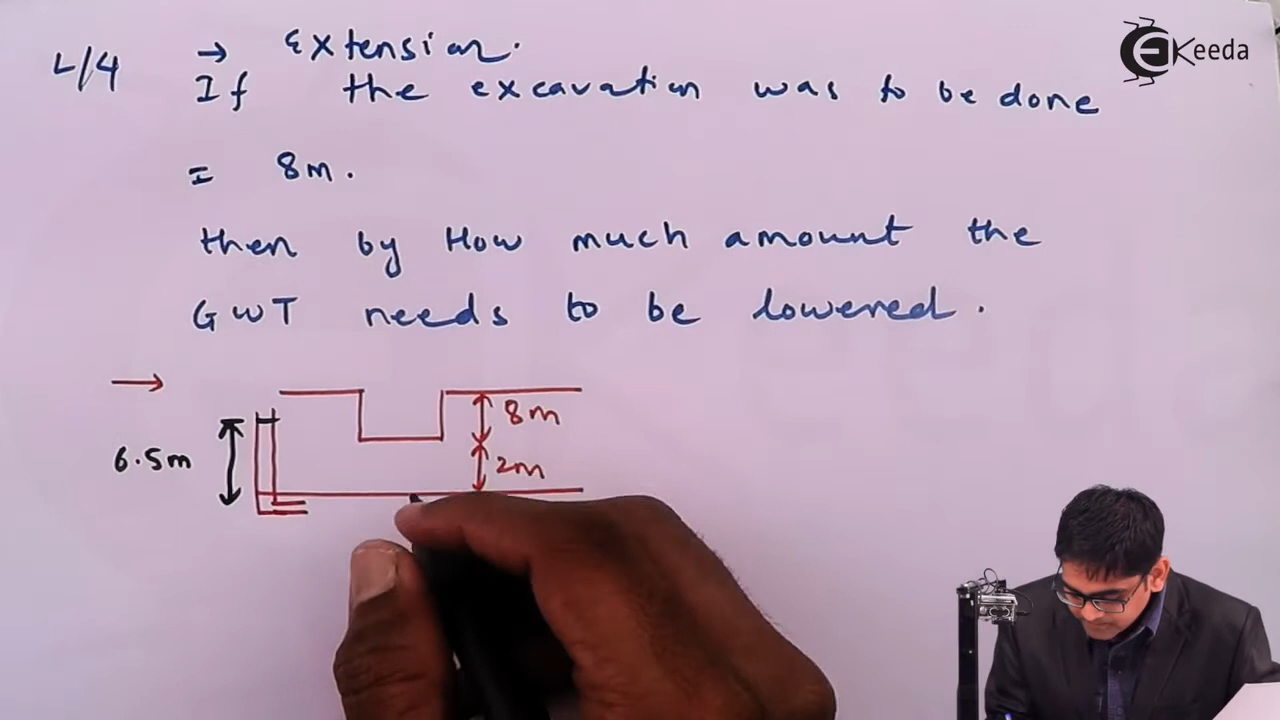 L/4 → Extension.
EKeeda
If the excavation was to be done
= 8m.
then by How much amount the
GWT needs to be lowered.
→
8m
6.5m
2m